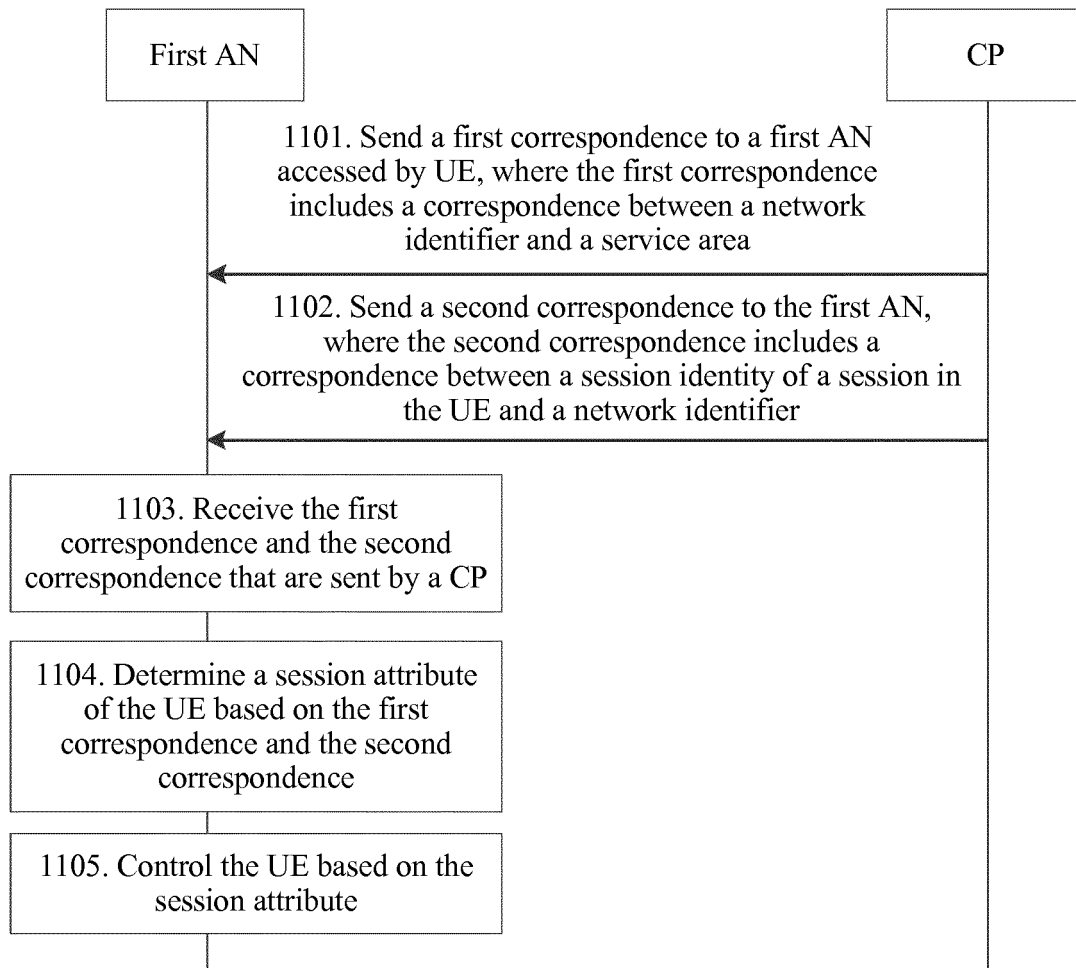 First AN
CP
1101. Send a first correspondence to a first AN
accessed by UE, where the first correspondence
includes a correspondence between a network
identifier and a service area
1102. Send a second correspondence to the first AN,
where the second correspondence includes a
correspondence between a session identity of a session in
the UE and a network identifier
1103. Receive the first
correspondence and the second
correspondence that are sent by a CP
1104. Determine a session attribute
of the UE based on the first
correspondence and the second
correspondence
1105. Control the UE based on the
session attribute